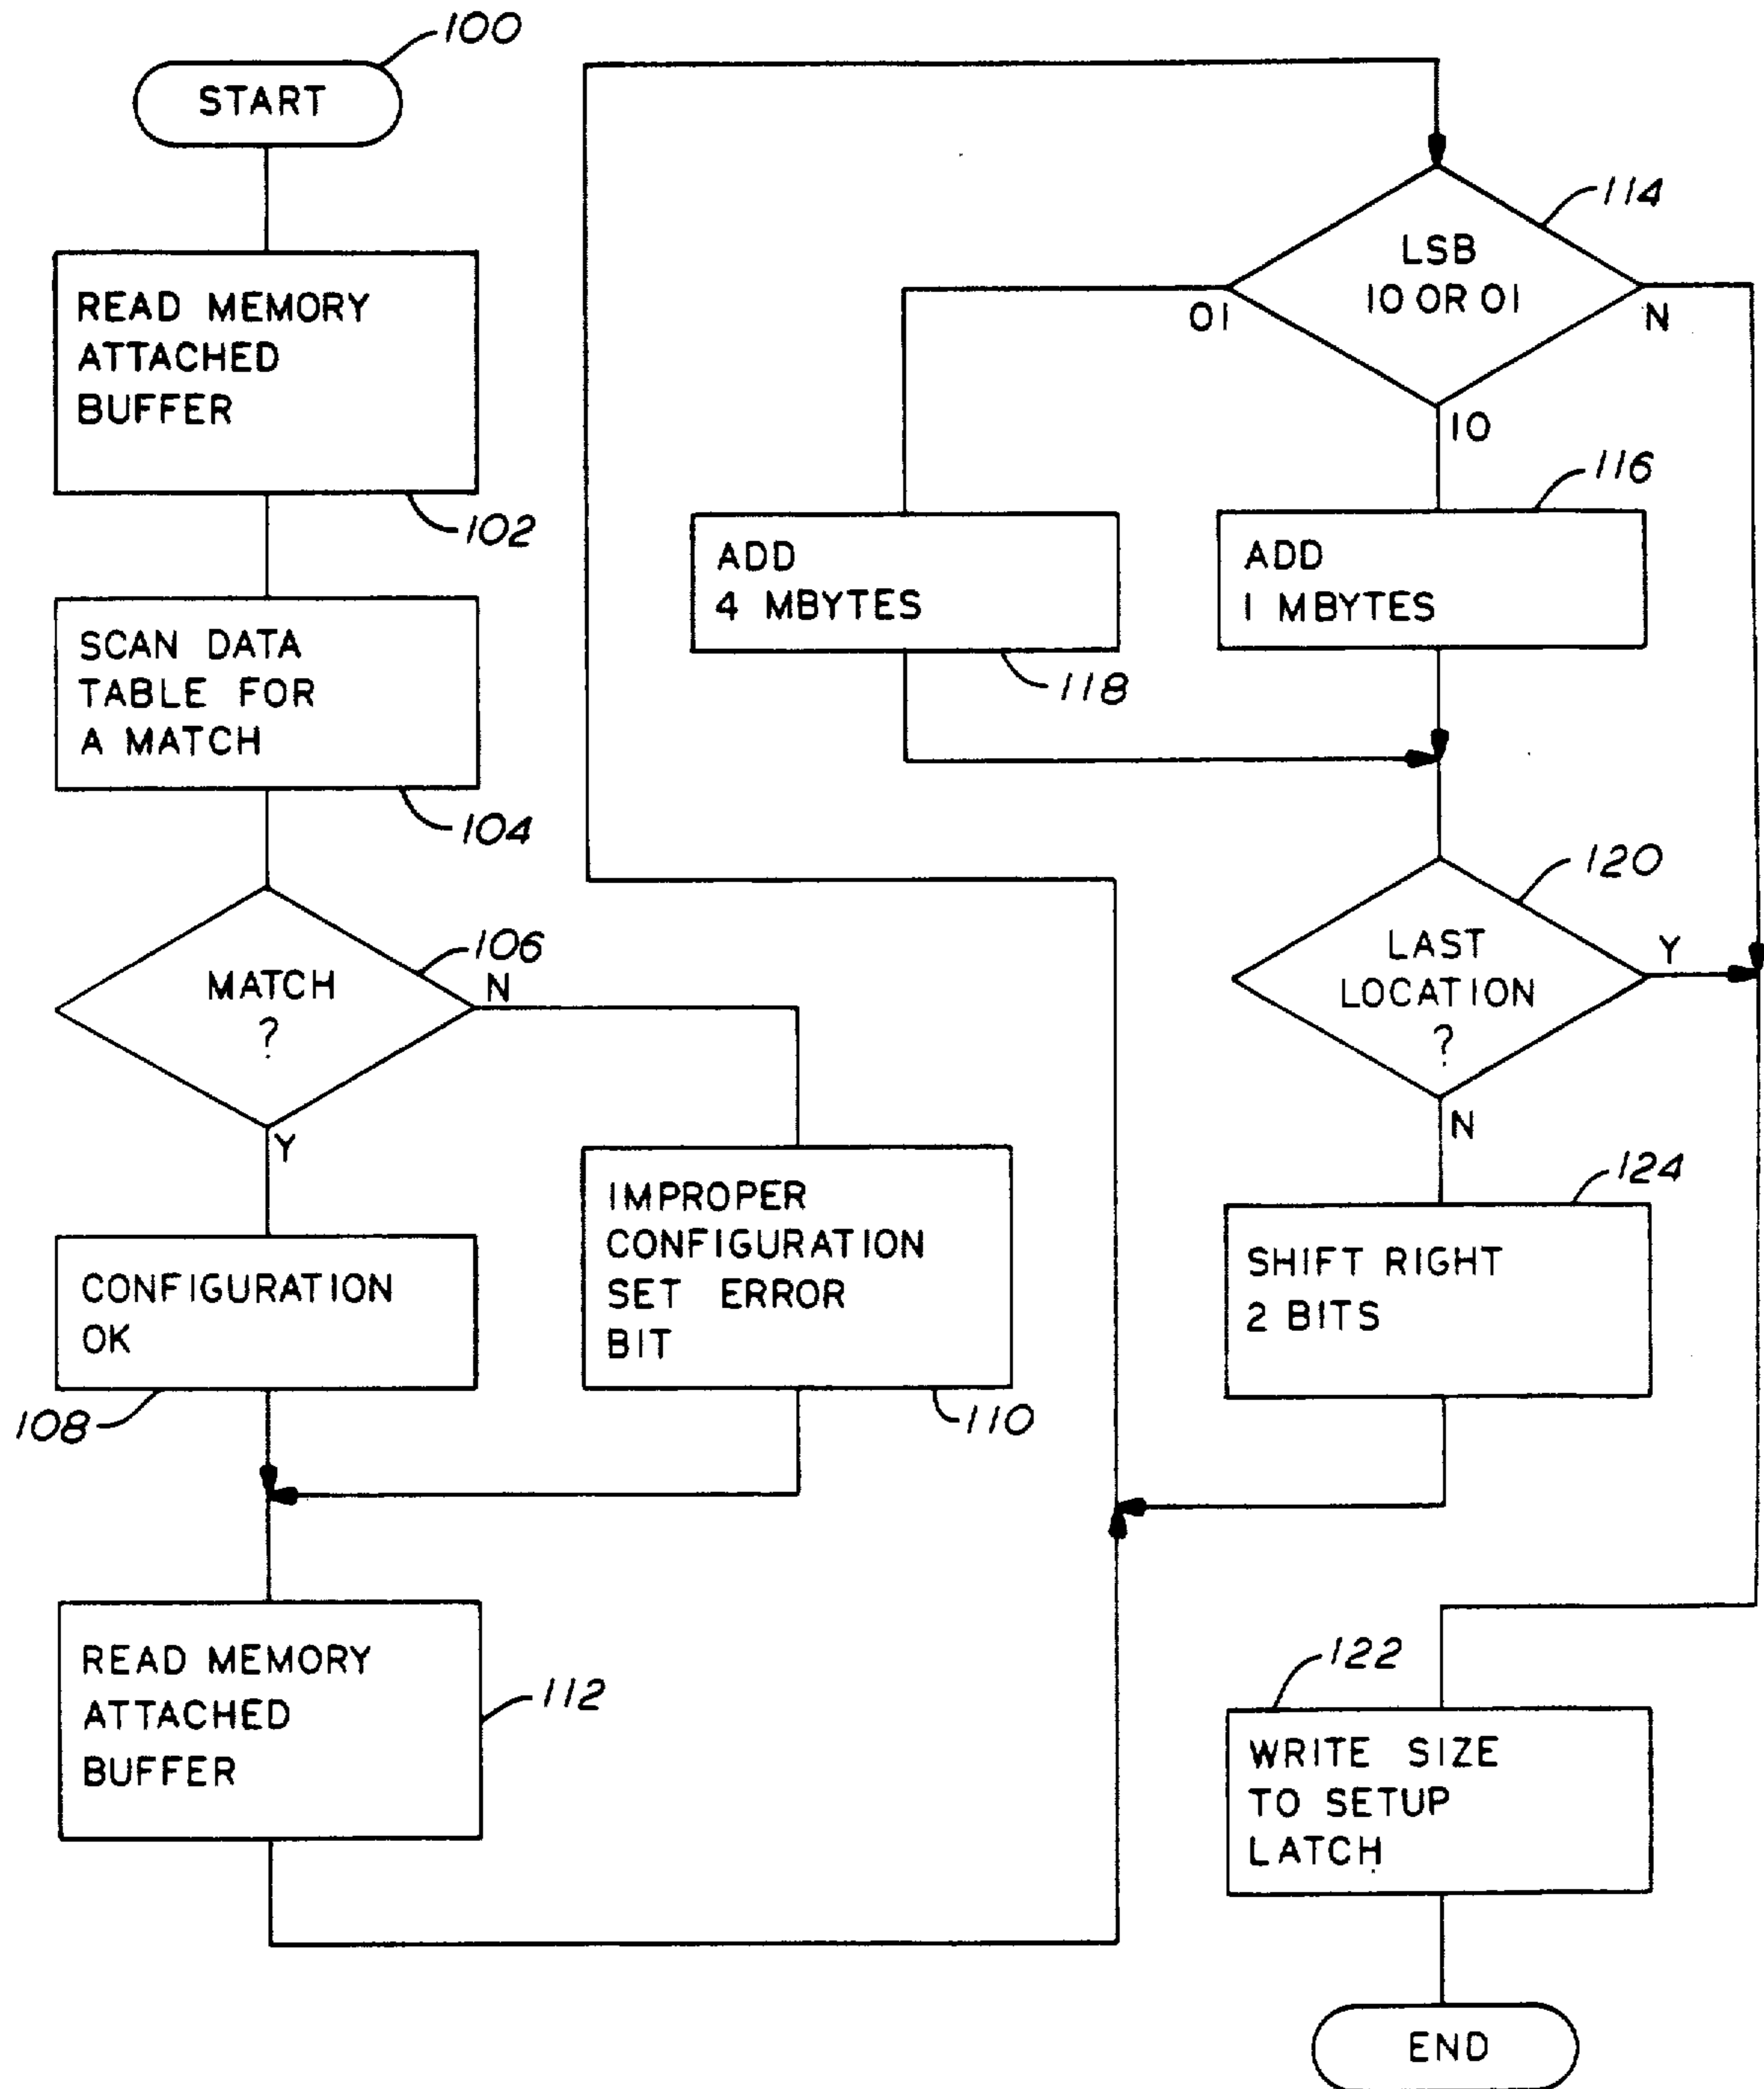 100
START
READ MEMORY
ATTACHED
BUFFER
102
SCAN DATA
TABLE FOR
A MATCH
104
106
MATCH
?
N
Y
CONFIGURATION
OK
108
IMPROPER
CONFIGURATION
SET ERROR
BIT
110
READ MEMORY
ATTACHED
BUFFER
112
114
LSB
10 OR 01
01
N
10
116
ADD
4 MBYTES
118
ADD
1 MBYTES
120
LAST
LOCATION
?
Y
N
124
SHIFT RIGHT
2 BITS
122
WRITE SIZE
TO SETUP
LATCH
END